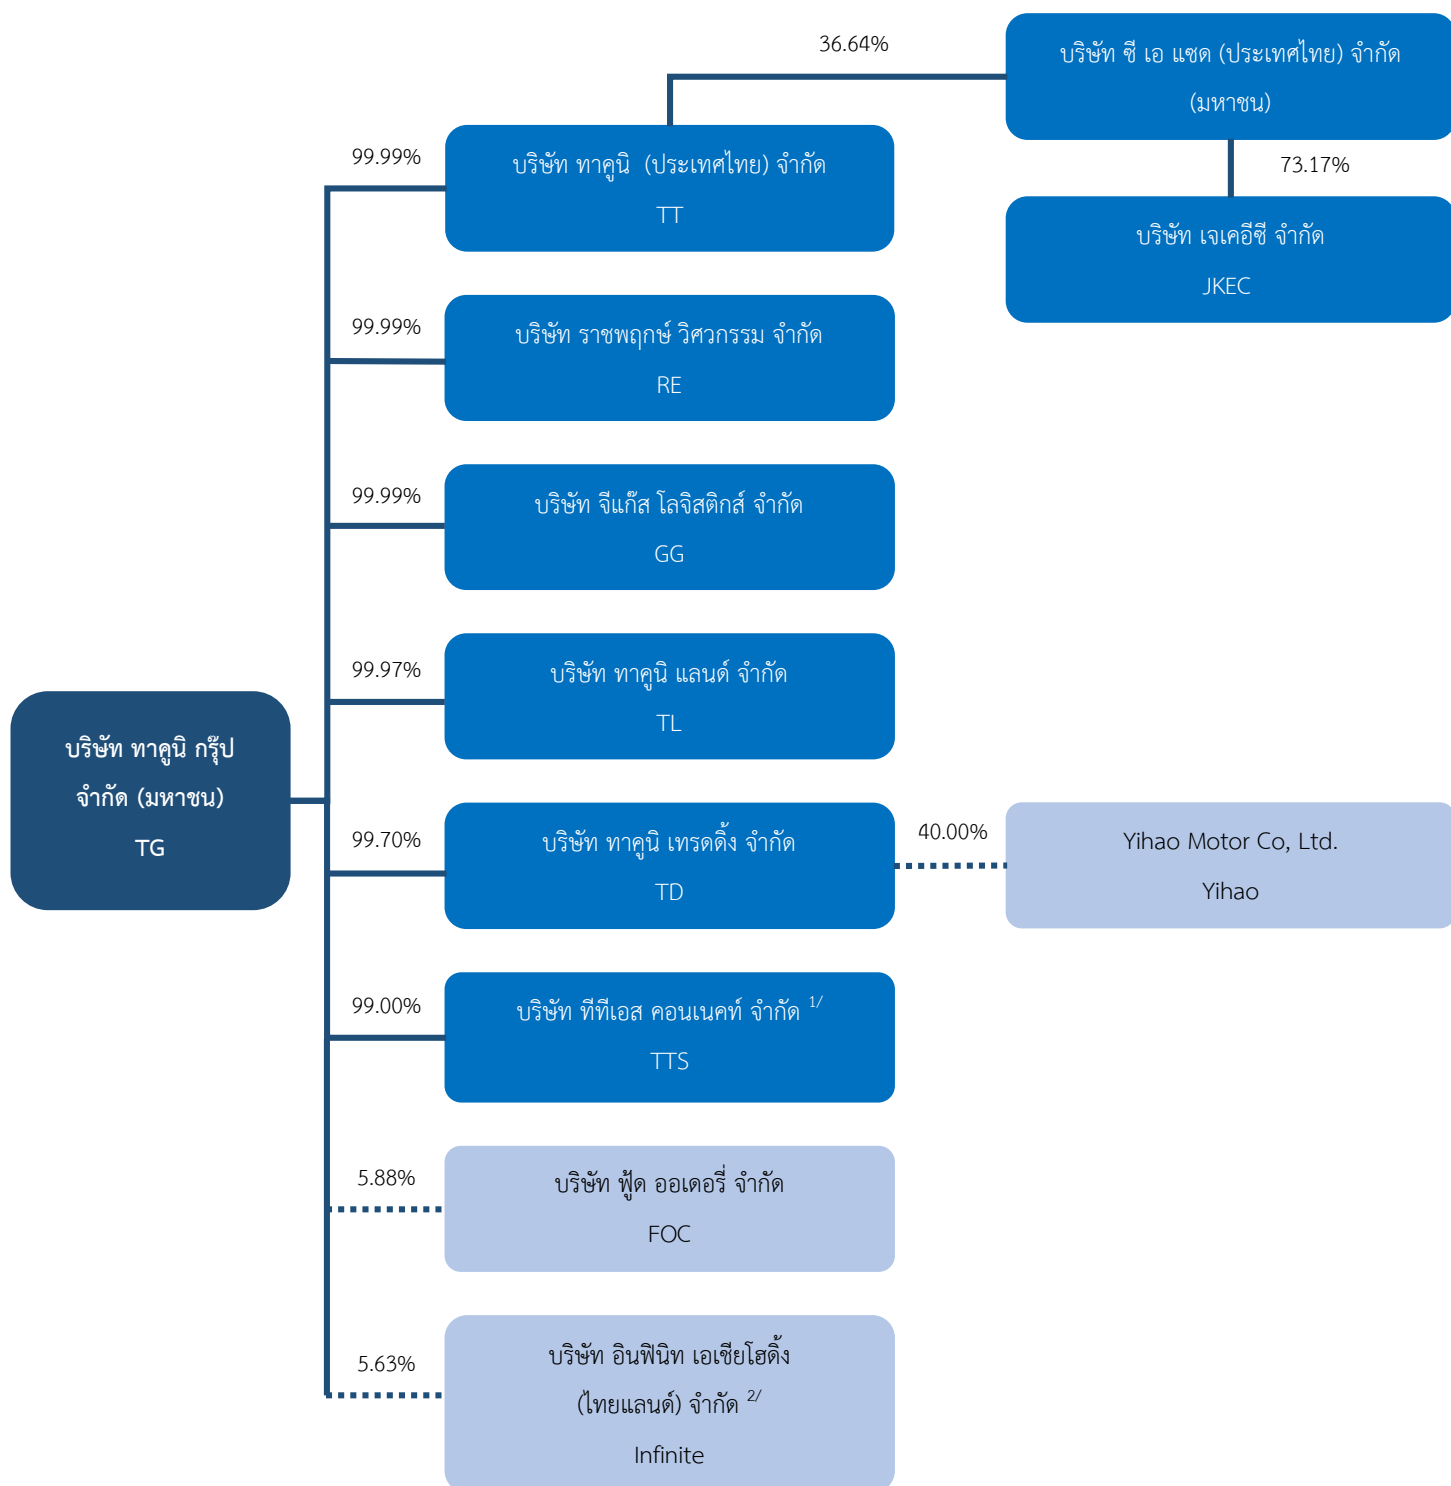 36.64%
บริษัท ซี เอ แซด (ประเทศไทย) จำกัด
(มหาชน)
99.99%
บริษัท ทาคูนิ (ประเทศไทย) จำกัด
TT
73.17%
บริษัท เจเคอีซี จำกัด
JKEC
99.99%
บริษัท ราชพฤกษ์ วิศวกรรม จำกัด
RE
99.99%
บริษัท จีแก๊ส โลจิสติกส์ จำกัด
GG
99.97%
บริษัท ทาคูนิ แลนด์ จำกัด
TL
บริษัท ทาคูนิ กรุ๊ป
จำกัด (มหาชน)
TG
99.70%
บริษัท ทาคูนิ เทรดดิ้ง จำกัด
TD
40.00%
Yihao Motor Co, Ltd.
Yihao
99.00%
บริษัท ทีทีเอส คอนเนคท์ จำกัด 1/
TTS
5.88%
บริษัท ฟู้ด ออเดอรี่ จำกัด
FOC
5.63%
บริษัท อินฟินิท เอเชียโฮดิ้ง
(ไทยแลนด์) จำกัด 2/
Infinite